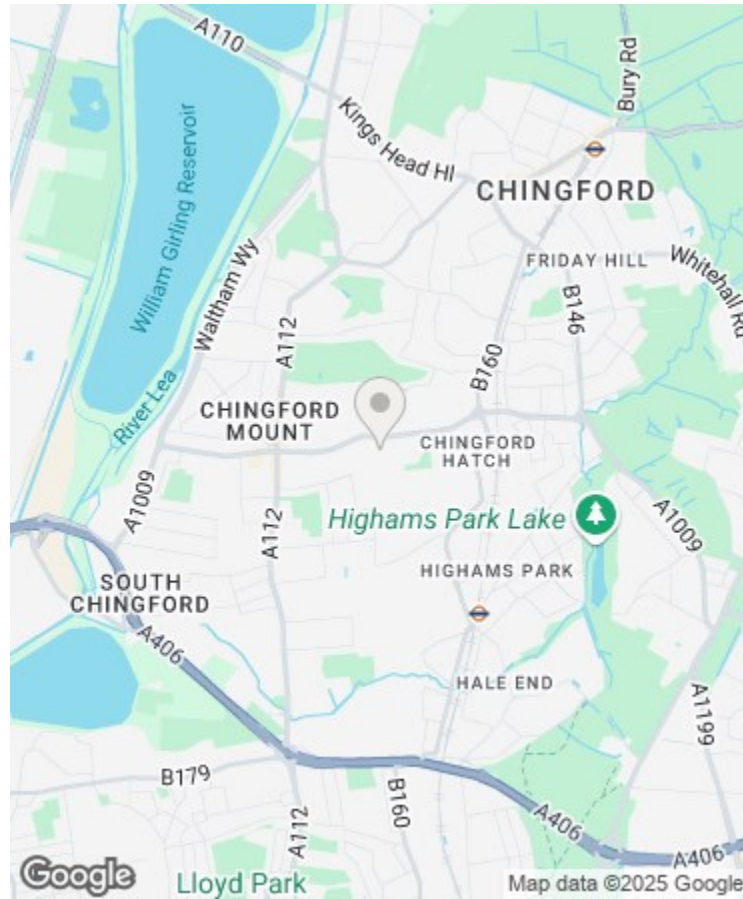 A110
Bury Rd
Kings Head Hl
CHINGFORD
William Girling Reservoir
Waltham Wy
FRIDAY HILL
Whitehall Rd
B146
A112
B160
River Lea
CHINGFORD
MOUNT
CHINGFORD
HATCH
A1009
Highams Park Lake
A1009
A112
HIGHAMS PARK
SOUTH
CHINGFORD
A406
HALE END
A1199
B179
B160
A112
A406
A406
Google
Lloyd Park
Map data ©2025 Google